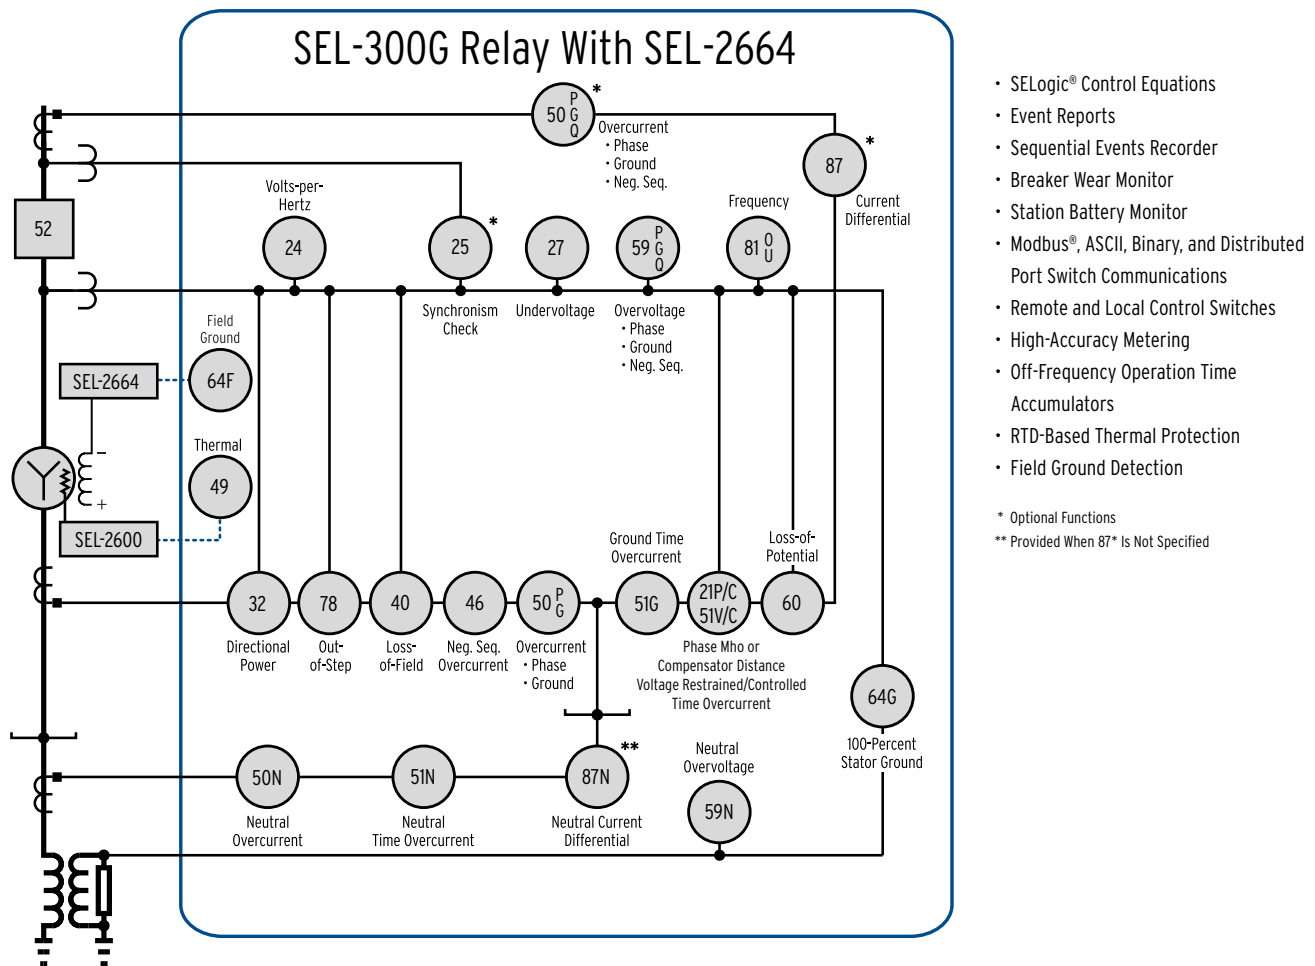 SEL-300G Relay With SEL-2664
50 P G Q *
Overcurrent
• Phase
• Ground
• Neg. Seq.
87 *
Current
Differential
52
Volts-per-
Hertz
24
25 *
Synchronism
Check
27
Undervoltage
59 P G Q
Overvoltage
• Phase
• Ground
• Neg. Seq.
Frequency
81 O U
Field
Ground
SEL-2664
64F
Thermal
49
–
+
SEL-2600
32
Directional
Power
78
Out-
of-Step
40
Loss-
of-Field
46
Neg. Seq.
Overcurrent
50 P G
Overcurrent
• Phase
• Ground
Ground Time
Overcurrent
51G
21P/C
51V/C
Phase Mho or
Compensator Distance
Voltage Restrained/Controlled
Time Overcurrent
Loss-of-
Potential
60
64G
100-Percent
Stator Ground
50N
Neutral
Overcurrent
51N
Neutral
Time Overcurrent
87N **
Neutral Current
Differential
Neutral
Overvoltage
59N
• SELogic® Control Equations
• Event Reports
• Sequential Events Recorder
• Breaker Wear Monitor
• Station Battery Monitor
• Modbus®, ASCII, Binary, and Distributed
Port Switch Communications
• Remote and Local Control Switches
• High-Accuracy Metering
• Off-Frequency Operation Time
Accumulators
• RTD-Based Thermal Protection
• Field Ground Detection
* Optional Functions
** Provided When 87* Is Not Specified